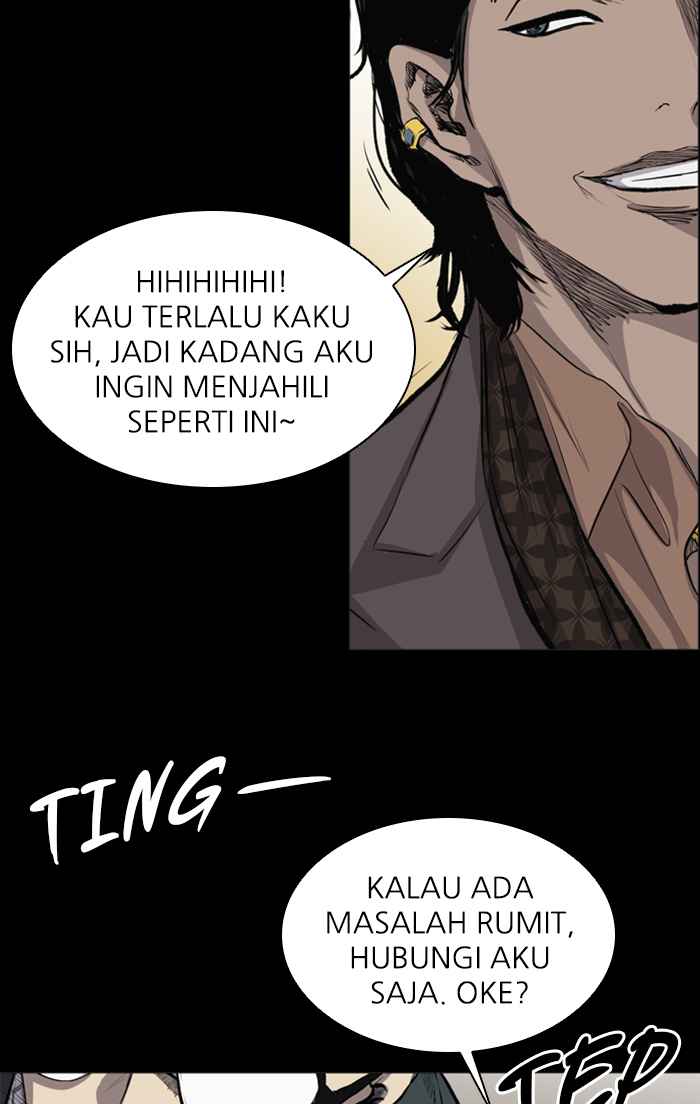 HIHIHIHIHI!
KAU TERLALU KAKU
SIH, JADI KADANG AKU
INGIN MENJAHILI
SEPERTI INI~
TING—
KALAU ADA
MASALAH RUMIT,
HUBUNGI AKU
SAJA. OKE?
TEP